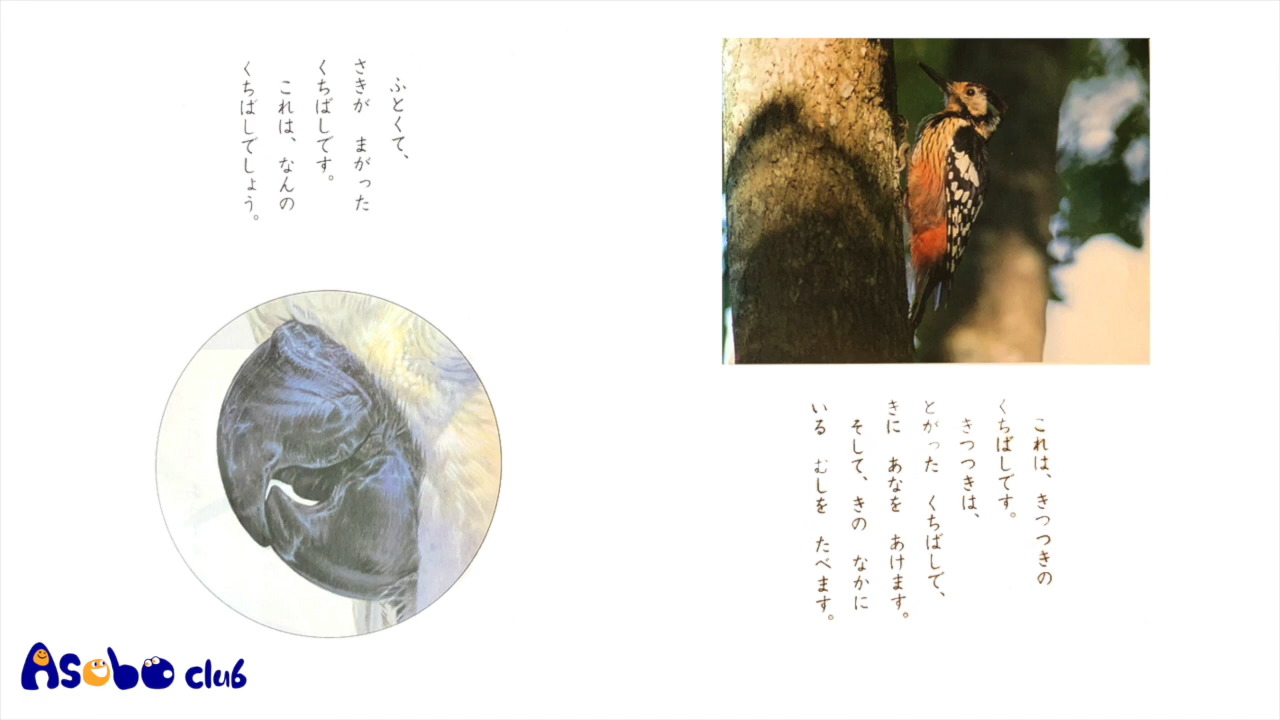 これは、きつつきの
くちばしです。
きつつきは、
とがった くちばしで、
きに あなを あけます。
そして、きの なかに
いる むしを たべます。
ふとくて、
さきが まがった
くちばしです。
これは、なんの
くちばしでしょう。
Asobo club